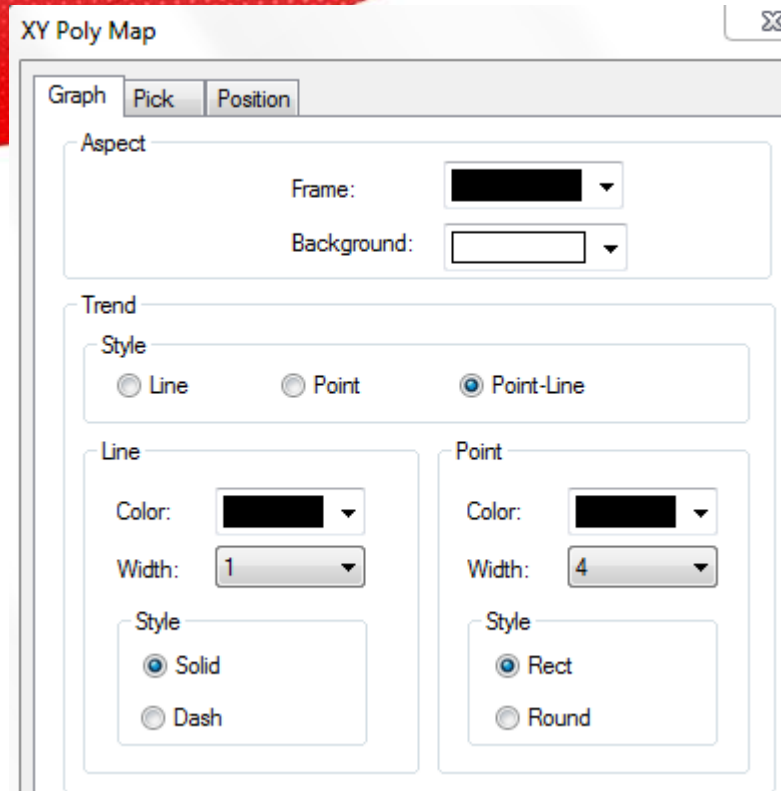 XY Poly Map
Graph Pick Position
Aspect
Frame:
Background:
Trend
Style
Line Point Point-Line
Line Point
Color: Color:
Width: 1 Width: 4
Style Style
Solid Rect
Dash Round